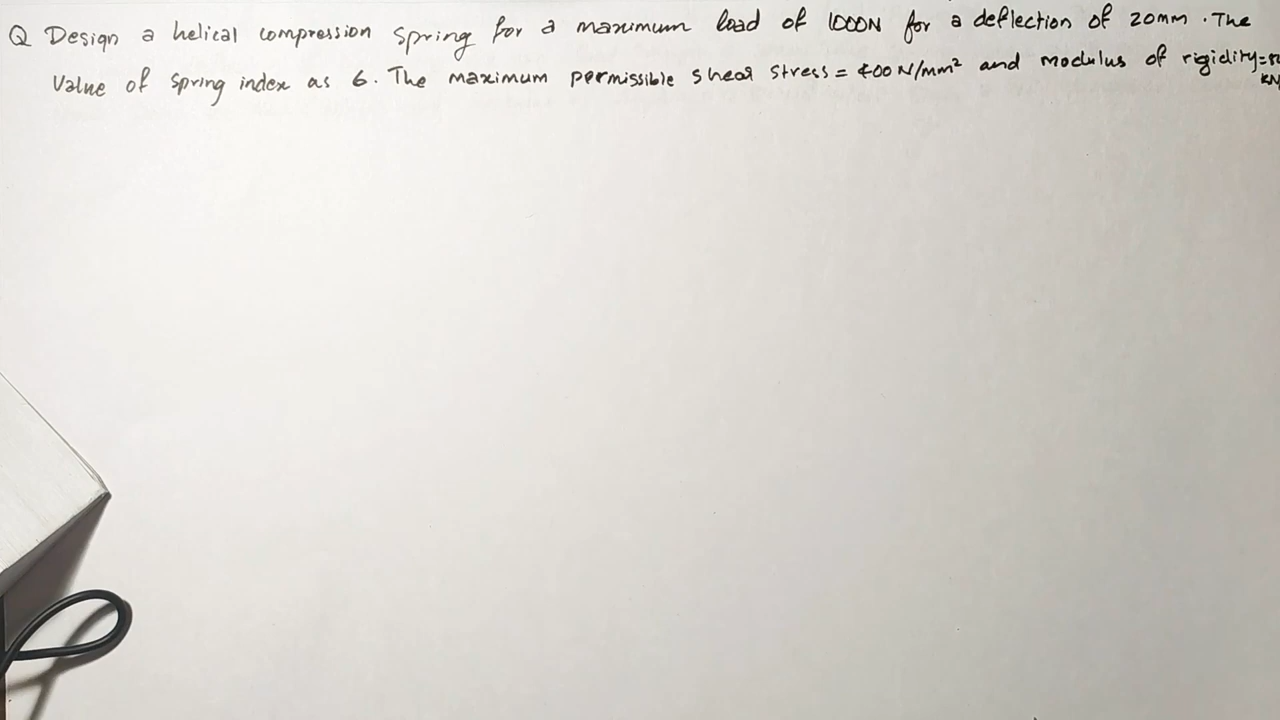 Q Design a helical compression spring for a maximum load of 1000N for a deflection of 20mm. The
Value of spring index as 6. The maximum permissible shear stress = 400 N/mm² and modulus of rigidity=